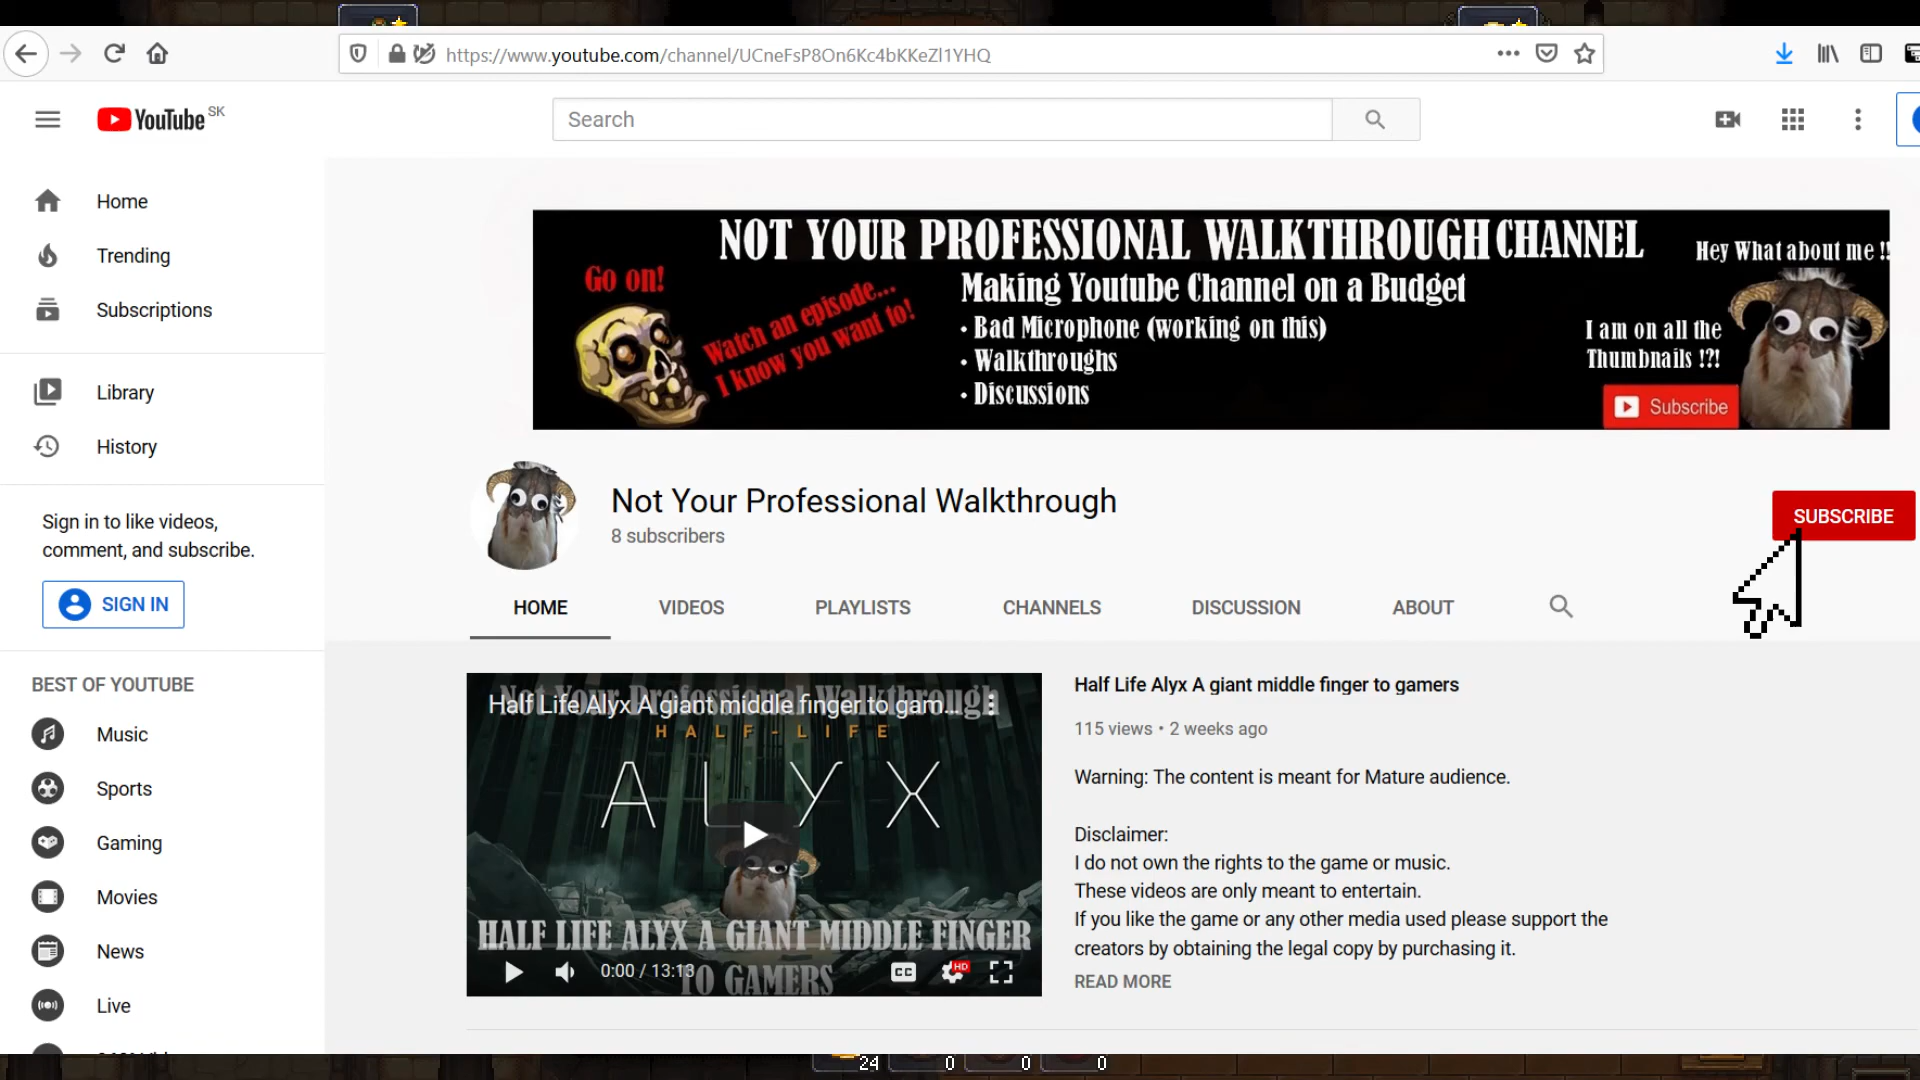 https://www.youtube.com/channel/UCneFsP8On6Kc4bKKeZl1YHQ
YouTube SK
Search
Home
Trending
Subscriptions
Library
History
Sign in to like videos,
comment, and subscribe.
SIGN IN
BEST OF YOUTUBE
Music
Sports
Gaming
Movies
News
Live
NOT YOUR PROFESSIONAL WALKTHROUGH CHANNEL
Go on!
Watch an episode...
I know you want to!
Making Youtube Channel on a Budget
• Bad Microphone (working on this)
• Walkthroughs
• Discussions
Hey What about me !!
I am on all the
Thumbnails !?!
Subscribe
Not Your Professional Walkthrough
8 subscribers
SUBSCRIBE
HOME
VIDEOS
PLAYLISTS
CHANNELS
DISCUSSION
ABOUT
Not Your Professional Walkthrough
Half Life Alyx A giant middle finger to gam...
HALF-LIFE
ALYX
HALF LIFE ALYX A GIANT MIDDLE FINGER
TO GAMERS
0:00 / 13:13
CC
HD
Half Life Alyx A giant middle finger to gamers
115 views • 2 weeks ago
Warning: The content is meant for Mature audience.
Disclaimer:
I do not own the rights to the game or music.
These videos are only meant to entertain.
If you like the game or any other media used please support the
creators by obtaining the legal copy by purchasing it.
READ MORE
24
0
0
0